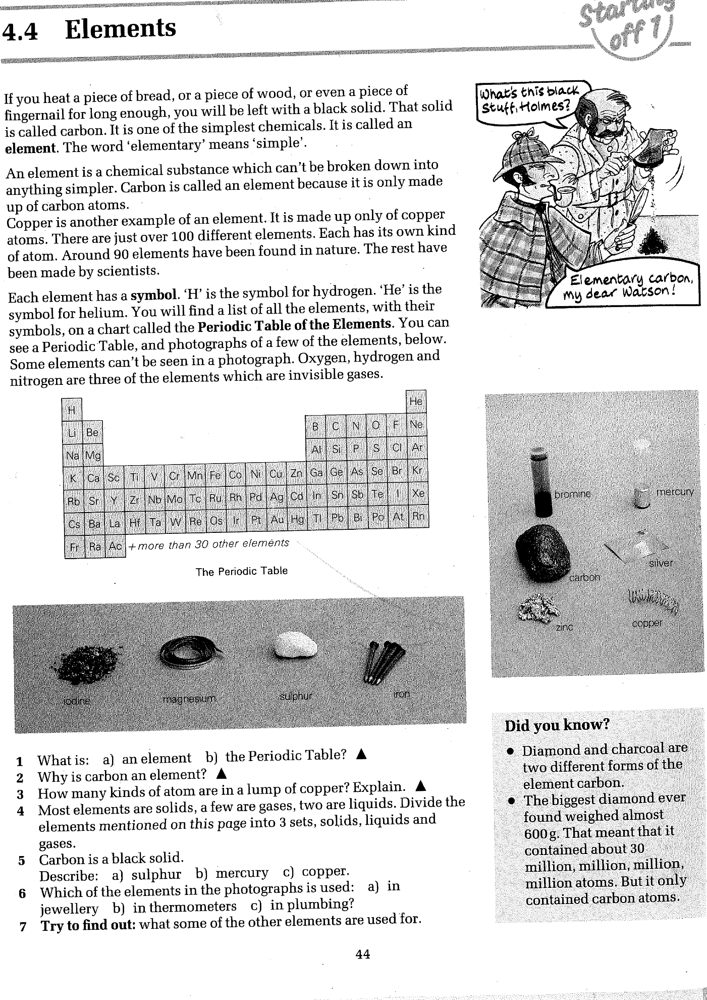 4.4 Elements
Starting
off 1
If you heat a piece of bread, or a piece of wood, or even a piece of
fingernail for long enough, you will be left with a black solid. That solid
is called carbon. It is one of the simplest chemicals. It is called an
element. The word ‘elementary’ means ‘simple’.
An element is a chemical substance which can’t be broken down into
anything simpler. Carbon is called an element because it is only made
up of carbon atoms.
Copper is another example of an element. It is made up only of copper
atoms. There are just over 100 different elements. Each has its own kind
of atom. Around 90 elements have been found in nature. The rest have
been made by scientists.
Each element has a symbol. ‘H’ is the symbol for hydrogen. ‘He’ is the
symbol for helium. You will find a list of all the elements, with their
symbols, on a chart called the Periodic Table of the Elements. You can
see a Periodic Table, and photographs of a few of the elements, below.
Some elements can’t be seen in a photograph. Oxygen, hydrogen and
nitrogen are three of the elements which are invisible gases.
What's this black
stuff, Holmes?
Elementary carbon,
my dear Watson!
H He
Li Be B C N O F Ne
Na Mg Al Si P S Cl Ar
K Ca Sc Ti V Cr Mn Fe Co Ni Cu Zn Ga Ge As Se Br Kr
Rb Sr Y Zr Nb Mo Tc Ru Rh Pd Ag Cd In Sn Sb Te I Xe
Cs Ba La Hf Ta W Re Os Ir Pt Au Hg Tl Pb Bi Po At Rn
Fr Ra Ac +more than 30 other elements
The Periodic Table
bromine mercury
silver
carbon
zinc copper
iodine magnesium sulphur iron
1 What is: a) an element b) the Periodic Table? ▲
2 Why is carbon an element? ▲
3 How many kinds of atom are in a lump of copper? Explain. ▲
4 Most elements are solids, a few are gases, two are liquids. Divide the
elements mentioned on this page into 3 sets, solids, liquids and
gases.
5 Carbon is a black solid.
Describe: a) sulphur b) mercury c) copper.
6 Which of the elements in the photographs is used: a) in
jewellery b) in thermometers c) in plumbing?
7 Try to find out: what some of the other elements are used for.
Did you know?
• Diamond and charcoal are
two different forms of the
element carbon.
• The biggest diamond ever
found weighed almost
600 g. That meant that it
contained about 30
million, million, million,
million atoms. But it only
contained carbon atoms.
44